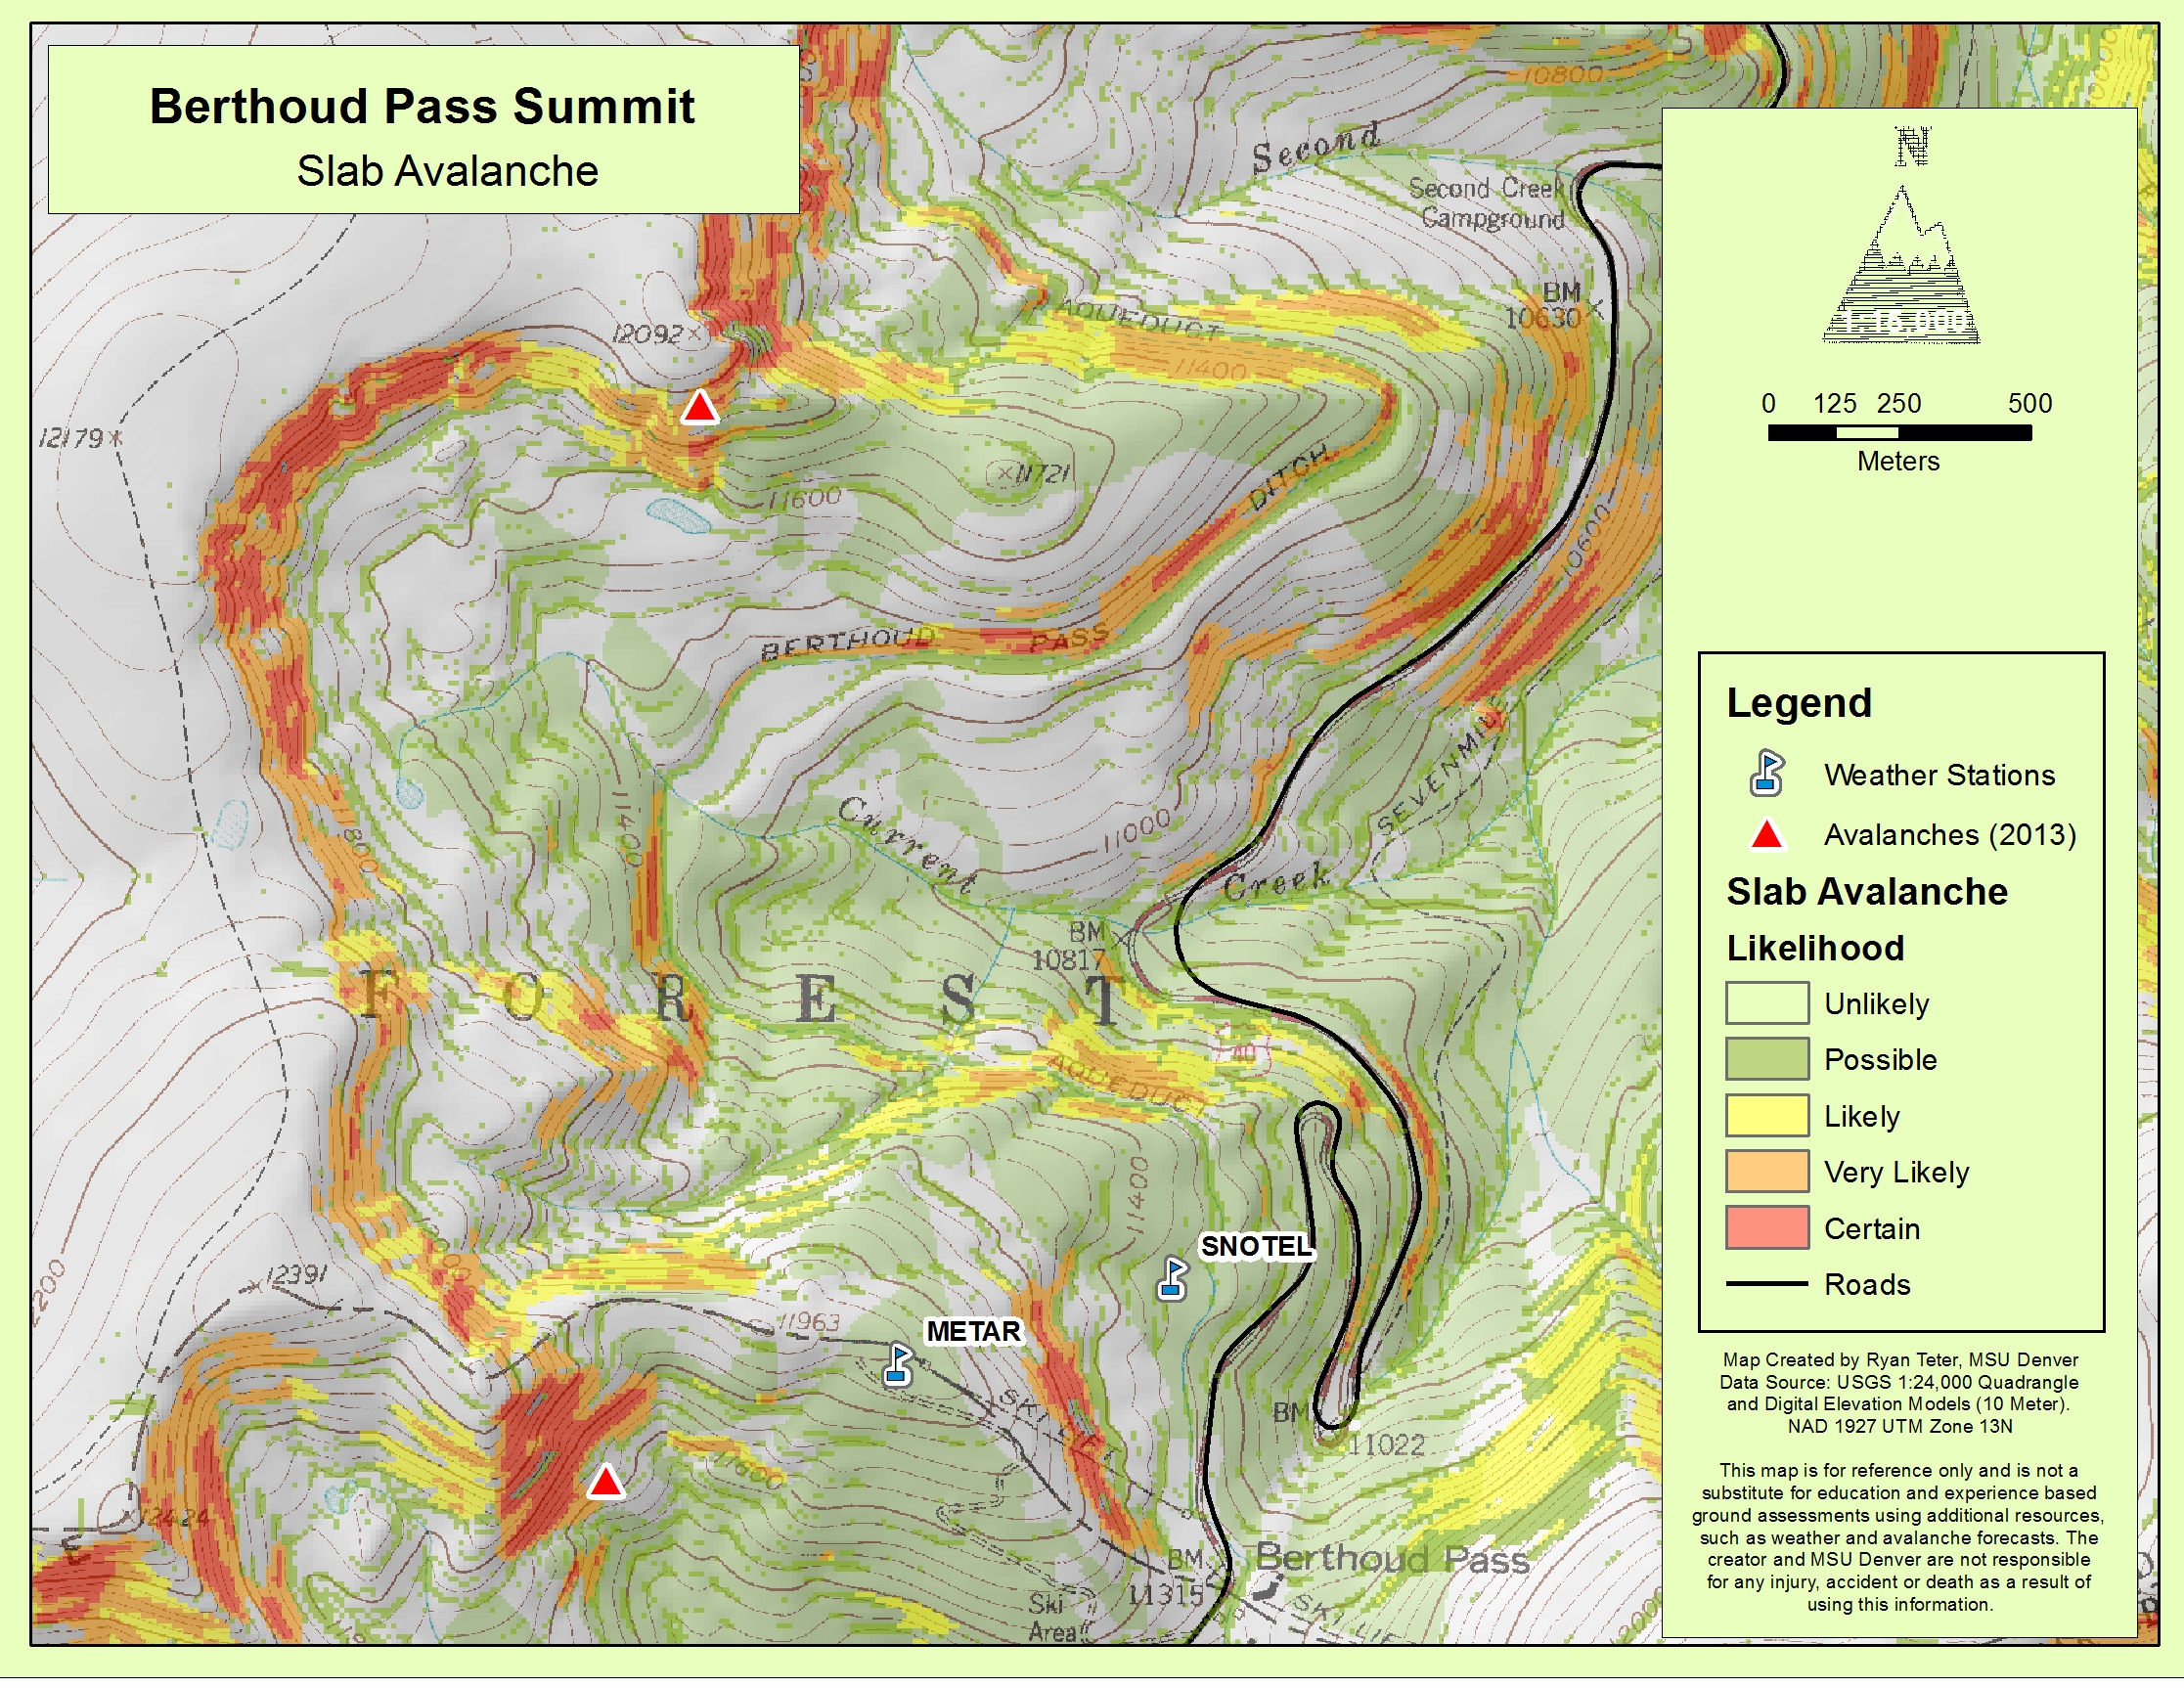 Berthoud Pass Summit
Slab Avalanche
10800
Second
Second Creek
Campground
N
BM
10630
12092
AQUEDUCT
11400
0 125 250 500
Meters
12179
11721
DITCH
11600
10600
BERTHOUD PASS
SEVENMILE
11400
800
Current
11000
Creek
BM
10817
FOREST
40
AQUEDUCT
11400
SNOTEL
200
12391
11963
METAR
SKI
BM
11022
11600
12424
Berthoud Pass
BM
11315
Ski
Area
SKI
Legend
Weather Stations
Avalanches (2013)
Slab Avalanche
Likelihood
Unlikely
Possible
Likely
Very Likely
Certain
Roads
Map Created by Ryan Teter, MSU Denver
Data Source: USGS 1:24,000 Quadrangle
and Digital Elevation Models (10 Meter).
NAD 1927 UTM Zone 13N
This map is for reference only and is not a
substitute for education and experience based
ground assessments using additional resources,
such as weather and avalanche forecasts. The
creator and MSU Denver are not responsible
for any injury, accident or death as a result of
using this information.